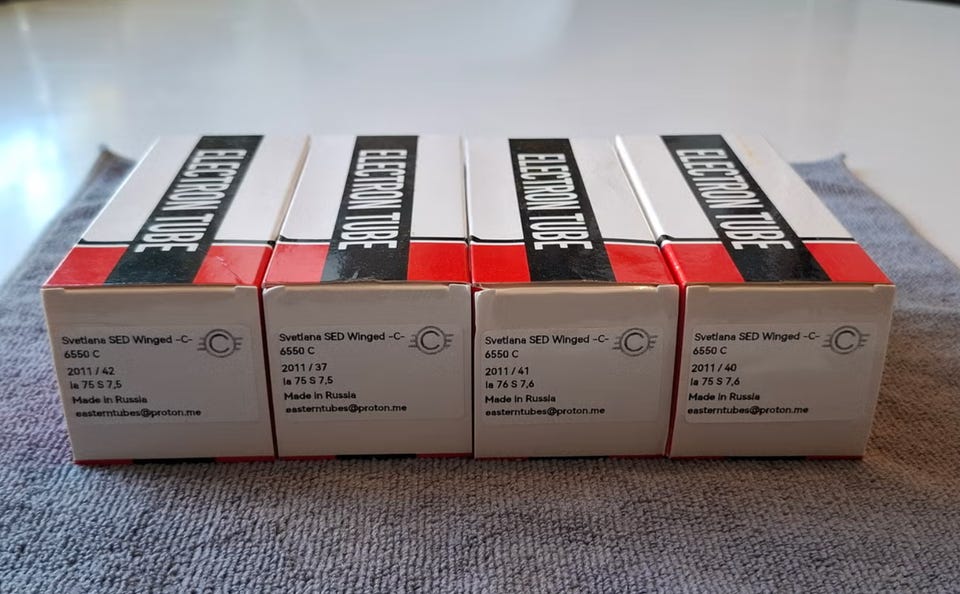 ELECTRON TUBE
ELECTRON TUBE
ELECTRON TUBE
ELECTRON TUBE
Svetlana SED Winged -C-
6550 C
2011 / 42
Ia 75 S 7,5
Made in Russia
easterntubes@proton.me
C
Svetlana SED Winged -C-
6550 C
2011 / 37
Ia 75 S 7,5
Made in Russia
easterntubes@proton.me
C
Svetlana SED Winged -C-
6550 C
2011 / 41
Ia 76 S 7,6
Made in Russia
easterntubes@proton.me
C
Svetlana SED Winged -C-
6550 C
2011 / 40
Ia 75 S 7,6
Made in Russia
easterntubes@proton.me
C